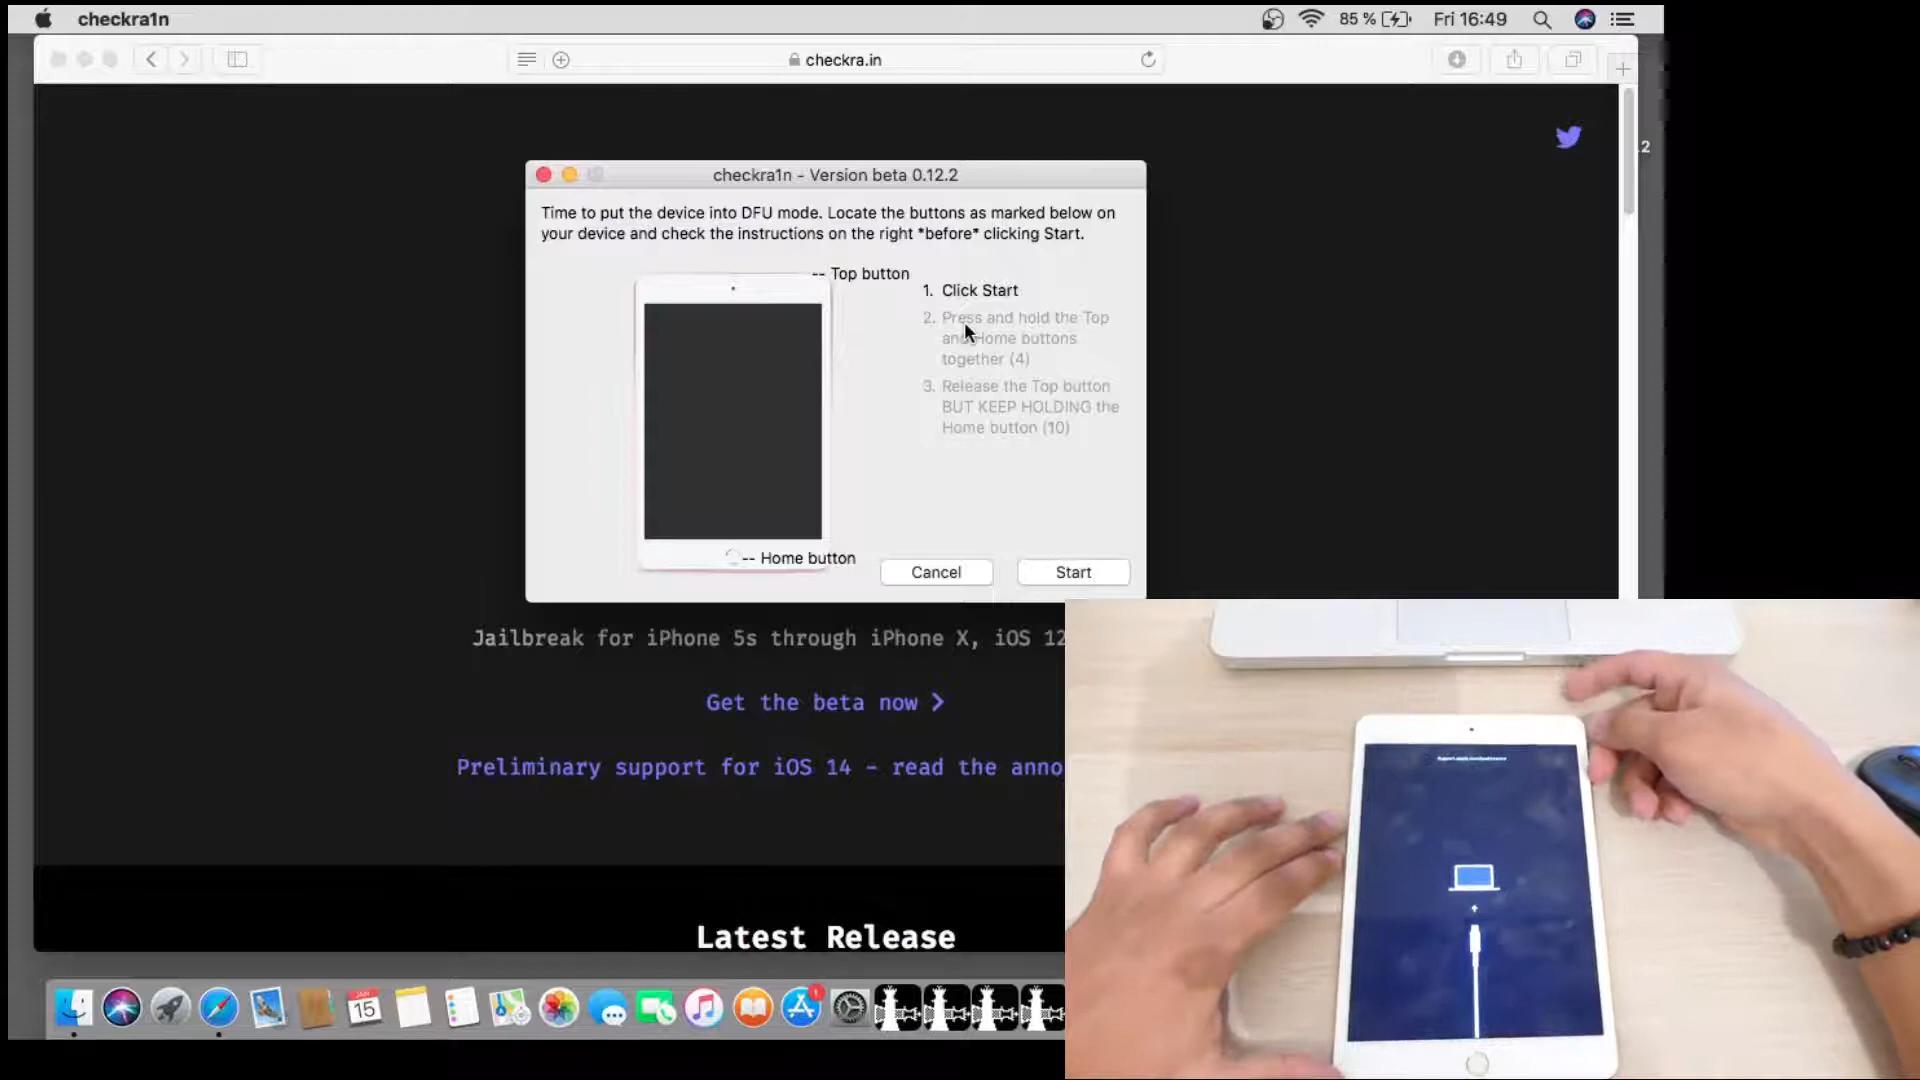 checkra1n
85 %
Fri 16:49
checkra.in
.2
checkra1n - Version beta 0.12.2
Time to put the device into DFU mode. Locate the buttons as marked below on
your device and check the instructions on the right *before* clicking Start.
-- Top button
1. Click Start
2. Press and hold the Top
and Home buttons
together (4)
3. Release the Top button
BUT KEEP HOLDING the
Home button (10)
-- Home button
Cancel
Start
Jailbreak for iPhone 5s through iPhone X, iOS 12
Get the beta now
Preliminary support for iOS 14 – read the anno
Latest Release
JAN
15
1